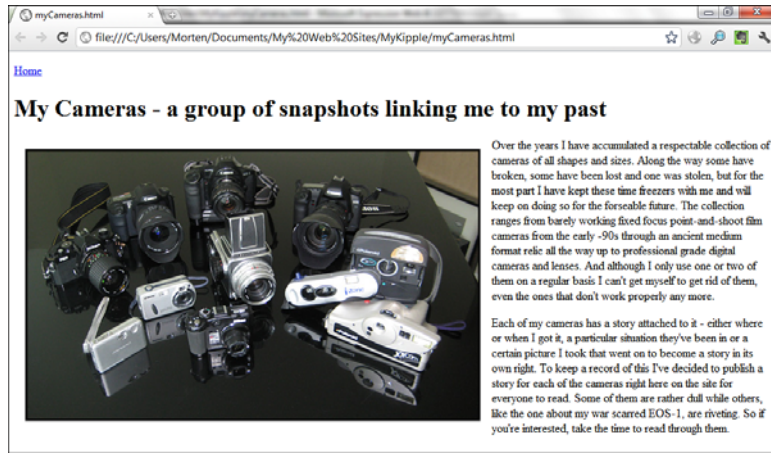 myCameras.html
file:///C:/Users/Morten/Documents/My%20Web%20Sites/MyKipple/myCameras.html
Home
My Cameras - a group of snapshots linking me to my past
Over the years I have accumulated a respectable collection of
cameras of all shapes and sizes. Along the way some have
broken, some have been lost and one was stolen, but for the
most part I have kept these time freezers with me and will
keep on doing so for the forseable future. The collection
ranges from barely working fixed focus point-and-shoot film
cameras from the early -90s through an ancient medium
format relic all the way up to professional grade digital
cameras and lenses. And although I only use one or two of
them on a regular basis I can't get myself to get rid of them,
even the ones that don't work properly any more.
Each of my cameras has a story attached to it - either where
or when I got it, a particular situation they've been in or a
certain picture I took that went on to become a story in its
own right. To keep a record of this I've decided to publish a
story for each of the cameras right here on the site for
everyone to read. Some of them are rather dull while others,
like the one about my war scarred EOS-1, are riveting. So if
you're interested, take the time to read through them.